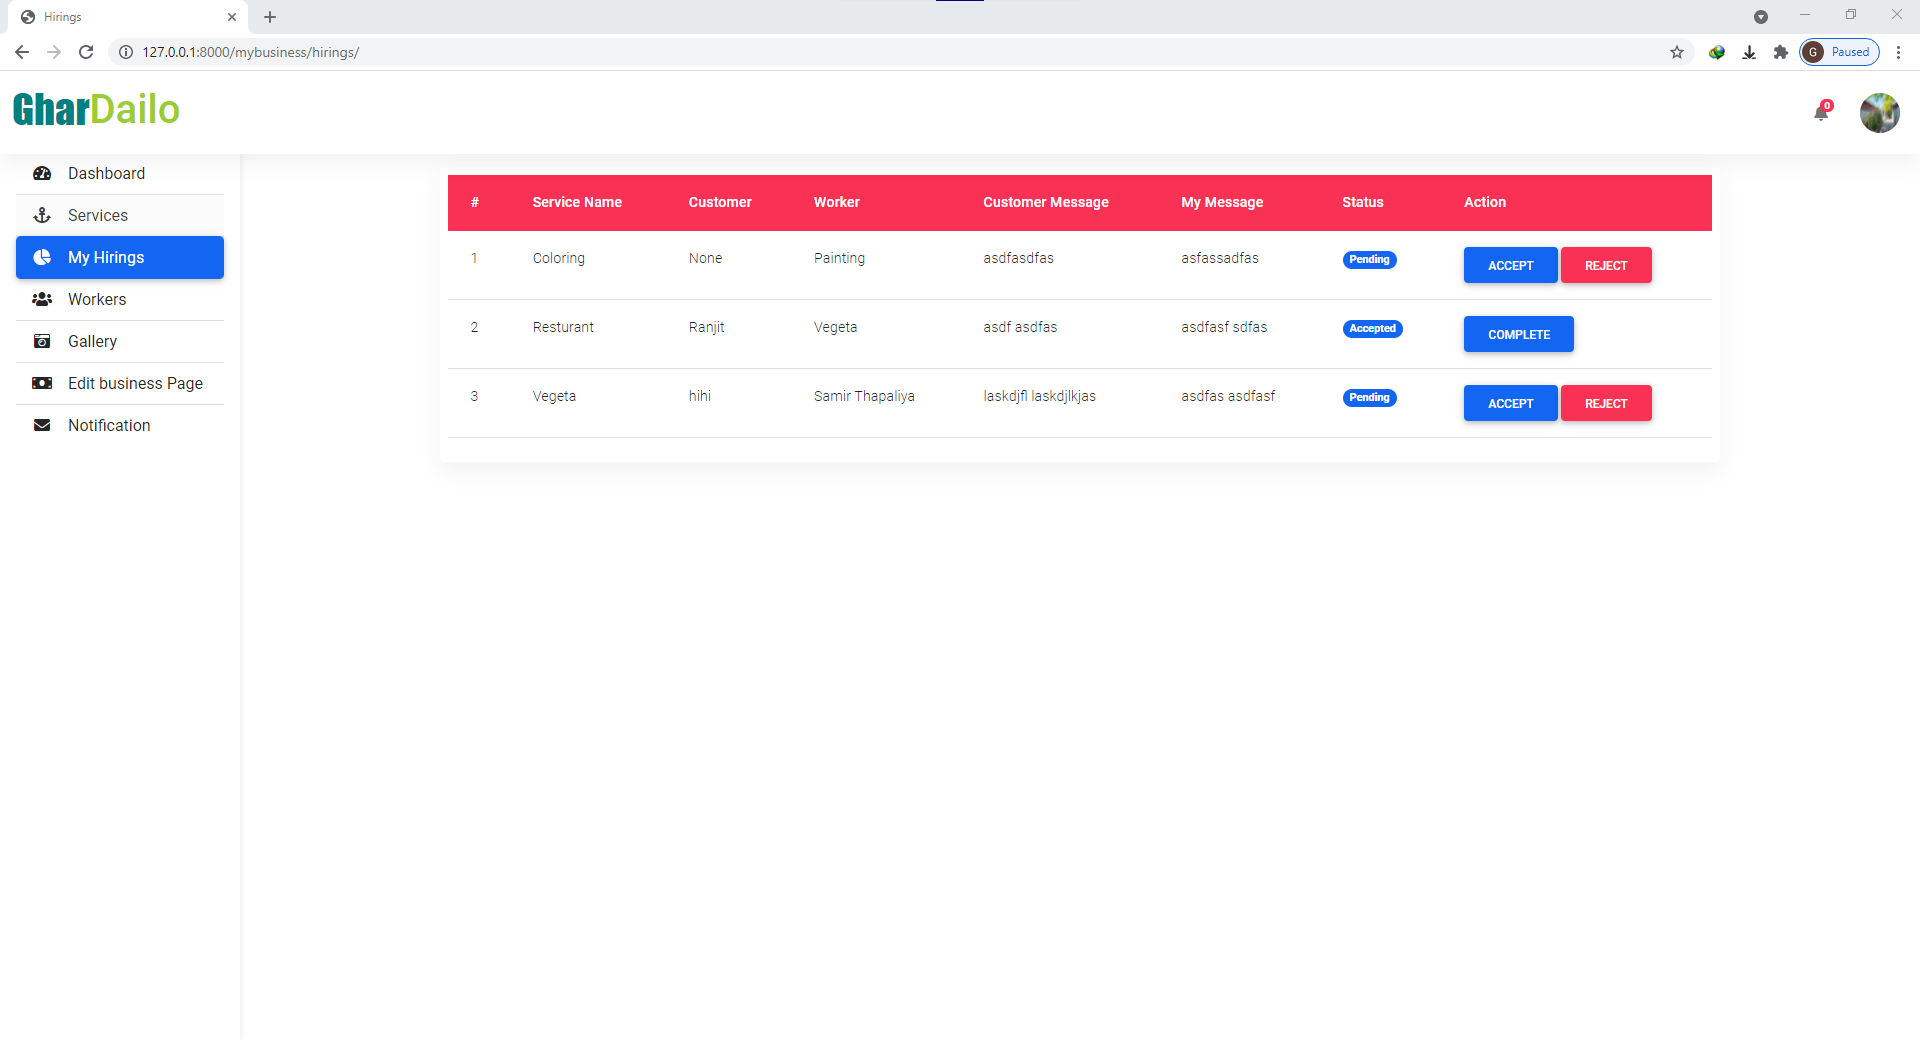 Hirings
127.0.0.1:8000/mybusiness/hirings/
G Paused
GharDailo
0
Dashboard
Services
My Hirings
Workers
Gallery
Edit business Page
Notification
# Service Name Customer Worker Customer Message My Message Status Action
1 Coloring None Painting asdfasdfas asfassadfas Pending ACCEPT REJECT
2 Resturant Ranjit Vegeta asdf asdfas asdfasf sdfas Accepted COMPLETE
3 Vegeta hihi Samir Thapaliya laskdjfl laskdjlkjas asdfas asdfasf Pending ACCEPT REJECT